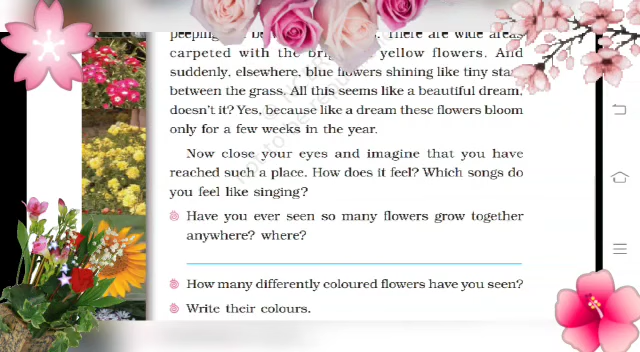 peeping
There are wide areas
carpeted with the yellow flowers. And
suddenly, elsewhere, blue flowers shining like tiny stars
between the grass. All this seems like a beautiful dream,
doesn't it? Yes, because like a dream these flowers bloom
only for a few weeks in the year.
Now close your eyes and imagine that you have
reached such a place. How does it feel? Which songs do
you feel like singing?
Have you ever seen so many flowers grow together
anywhere? where?
How many differently coloured flowers have you seen?
Write their colours.